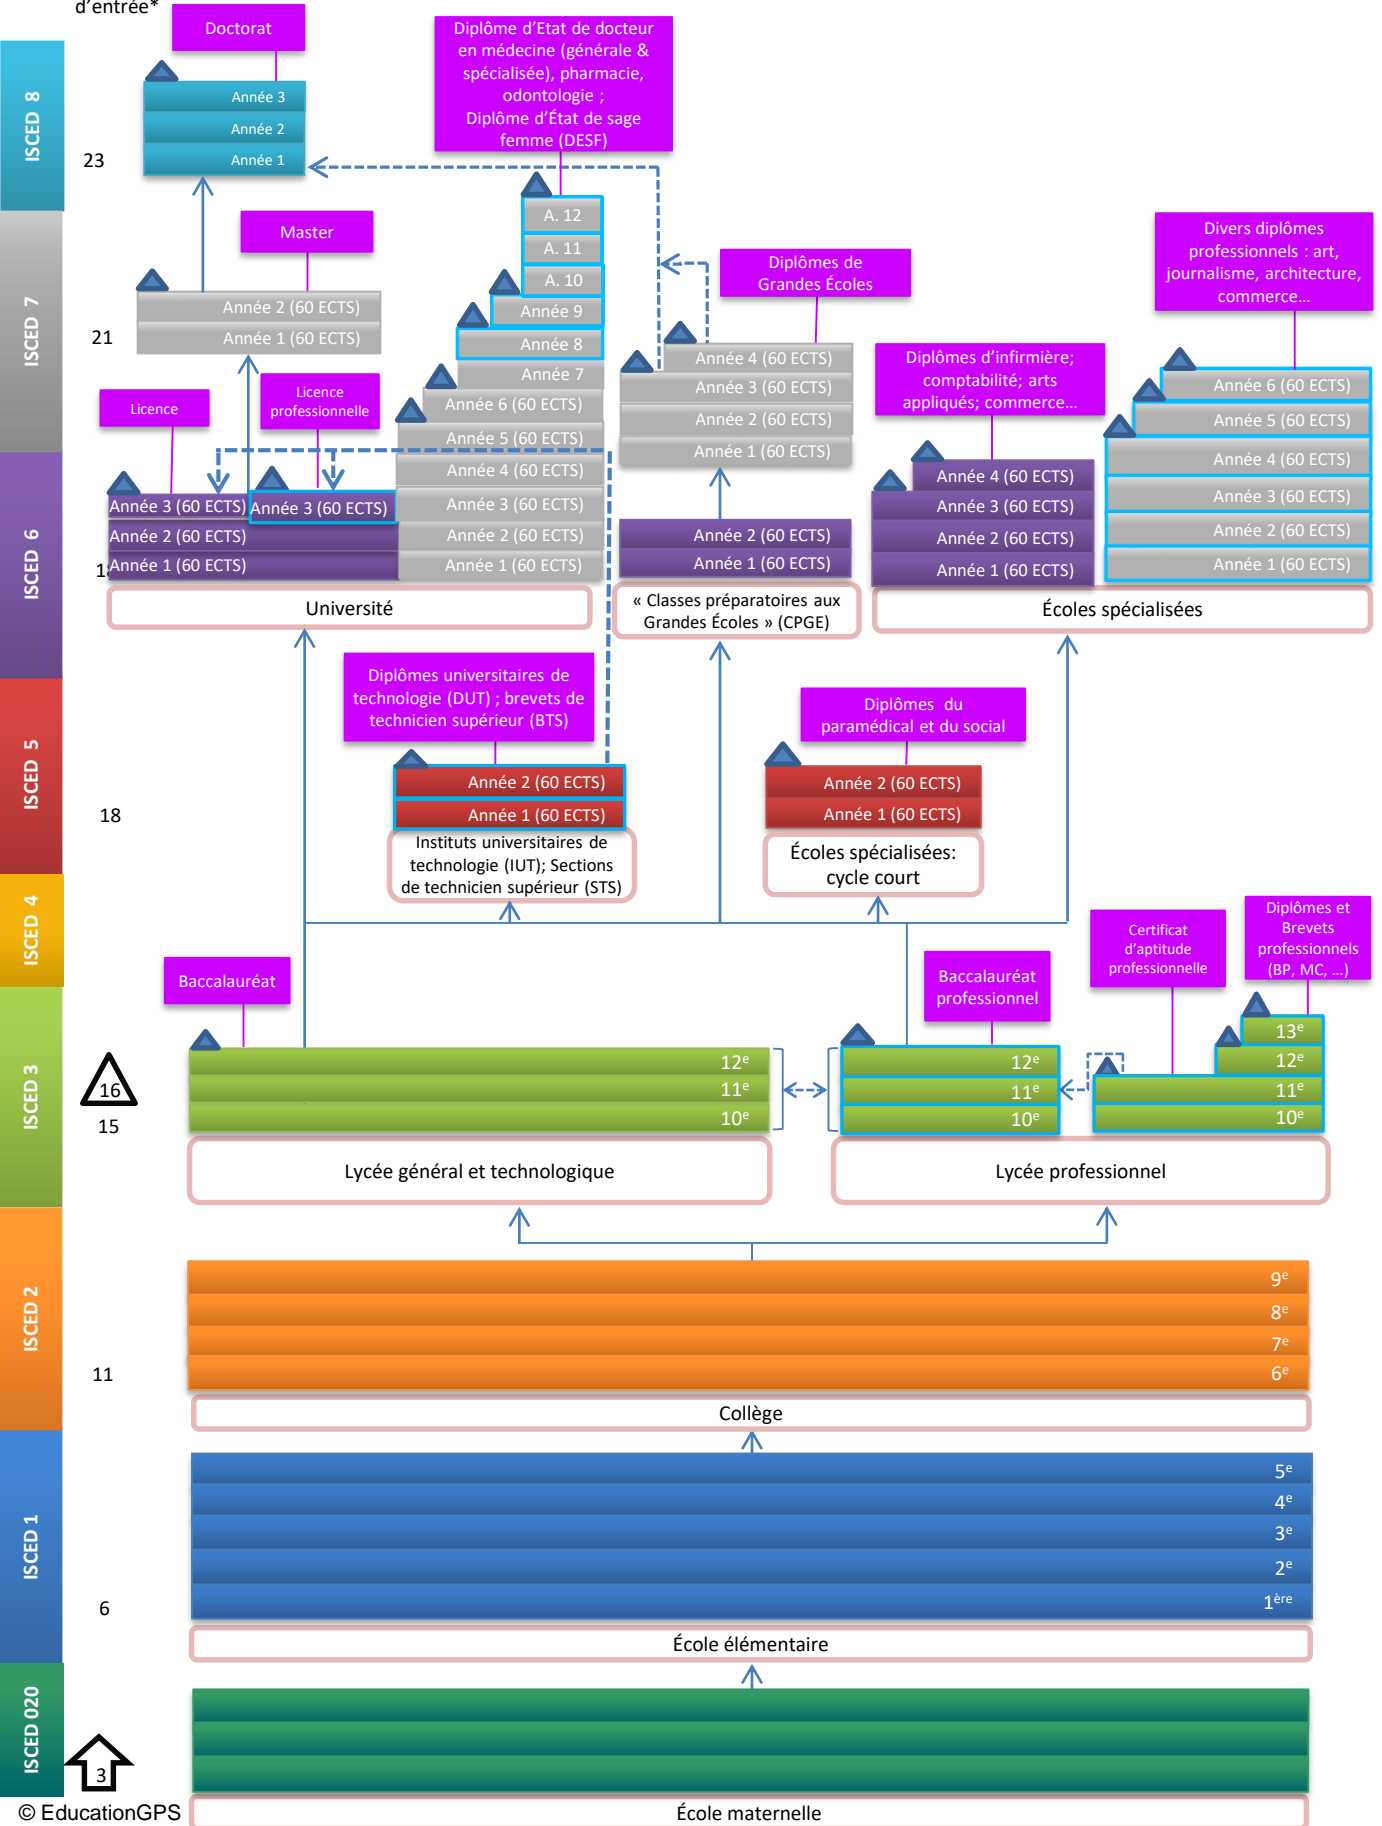 d'entrée*
Doctorat
Diplôme d'Etat de docteur
en médecine (générale &
spécialisée), pharmacie,
odontologie ;
Diplôme d'État de sage
femme (DESF)
ISCED 8
Année 3
Année 2
Année 1
23
A. 12
A. 11
A. 10
Année 9
Année 8
Année 7
Année 6 (60 ECTS)
Année 5 (60 ECTS)
Année 4 (60 ECTS)
Année 3 (60 ECTS)
Année 2 (60 ECTS)
Année 1 (60 ECTS)
Master
Diplômes de
Grandes Écoles
Divers diplômes
professionnels : art,
journalisme, architecture,
commerce...
ISCED 7
21
Année 2 (60 ECTS)
Année 1 (60 ECTS)
Année 4 (60 ECTS)
Année 3 (60 ECTS)
Année 2 (60 ECTS)
Année 1 (60 ECTS)
Diplômes d'infirmière;
comptabilité; arts
appliqués; commerce...
Année 6 (60 ECTS)
Année 5 (60 ECTS)
Année 4 (60 ECTS)
Année 3 (60 ECTS)
Année 2 (60 ECTS)
Année 1 (60 ECTS)
Licence
Licence
professionnelle
ISCED 6
Année 3 (60 ECTS)
Année 3 (60 ECTS)
Année 2 (60 ECTS)
Année 1 (60 ECTS)
Année 2 (60 ECTS)
Année 1 (60 ECTS)
Année 4 (60 ECTS)
Année 3 (60 ECTS)
Année 2 (60 ECTS)
Année 1 (60 ECTS)
Université
« Classes préparatoires aux
Grandes Écoles » (CPGE)
Écoles spécialisées
ISCED 5
18
Diplômes universitaires de
technologie (DUT) ; brevets de
technicien supérieur (BTS)
Diplômes du
paramédical et du social
Année 2 (60 ECTS)
Année 1 (60 ECTS)
Année 2 (60 ECTS)
Année 1 (60 ECTS)
Instituts universitaires de
technologie (IUT); Sections
de technicien supérieur (STS)
Écoles spécialisées:
cycle court
ISCED 4
Baccalauréat
Baccalauréat
professionnel
Certificat
d'aptitude
professionnelle
Diplômes et
Brevets
professionnels
(BP, MC, ...)
ISCED 3
16
15
12e
11e
10e
12e
11e
10e
13e
12e
11e
10e
Lycée général et technologique
Lycée professionnel
ISCED 2
11
9e
8e
7e
6e
Collège
ISCED 1
6
5e
4e
3e
2e
1ère
École élémentaire
ISCED 020
3
© EducationGPS
École maternelle